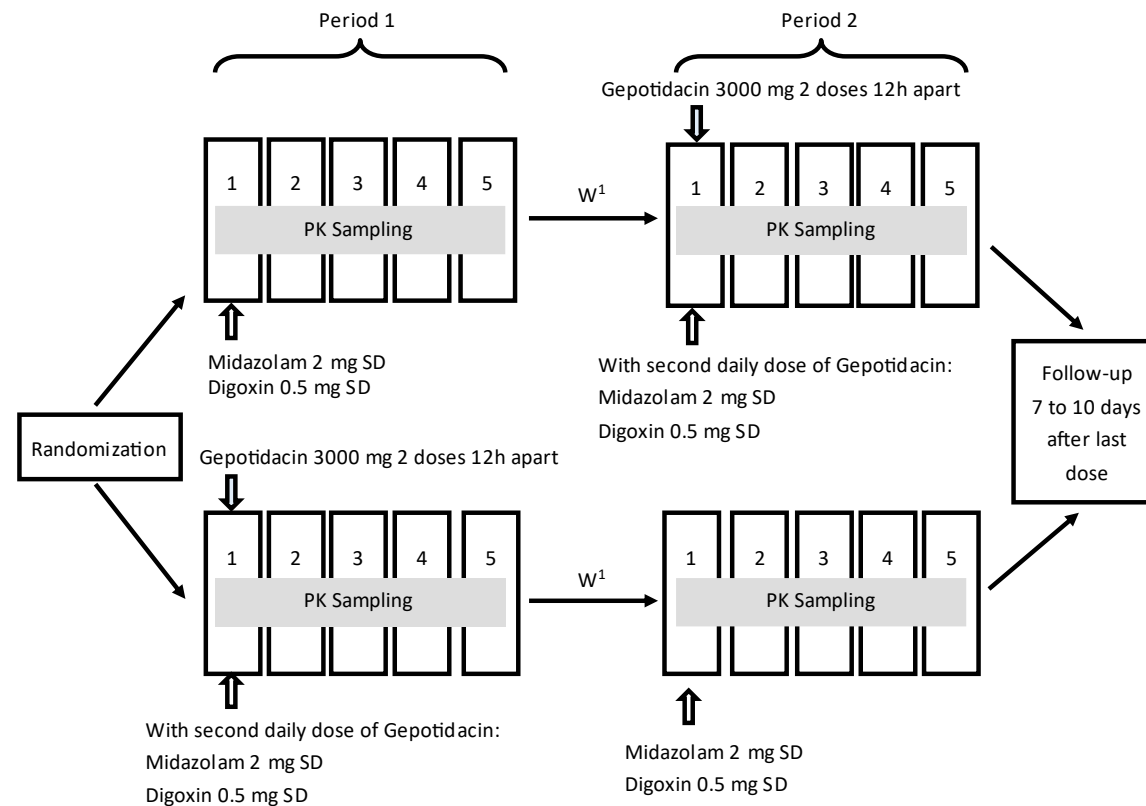 Period 1
Period 2
Gepotidacin 3000 mg 2 doses 12h apart
1 2 3 4 5
PK Sampling
W¹
1 2 3 4 5
PK Sampling
Midazolam 2 mg SD
Digoxin 0.5 mg SD
With second daily dose of Gepotidacin:
Midazolam 2 mg SD
Digoxin 0.5 mg SD
Randomization
Follow-up
7 to 10 days
after last
dose
Gepotidacin 3000 mg 2 doses 12h apart
1 2 3 4 5
PK Sampling
W¹
1 2 3 4 5
PK Sampling
With second daily dose of Gepotidacin:
Midazolam 2 mg SD
Digoxin 0.5 mg SD
Midazolam 2 mg SD
Digoxin 0.5 mg SD